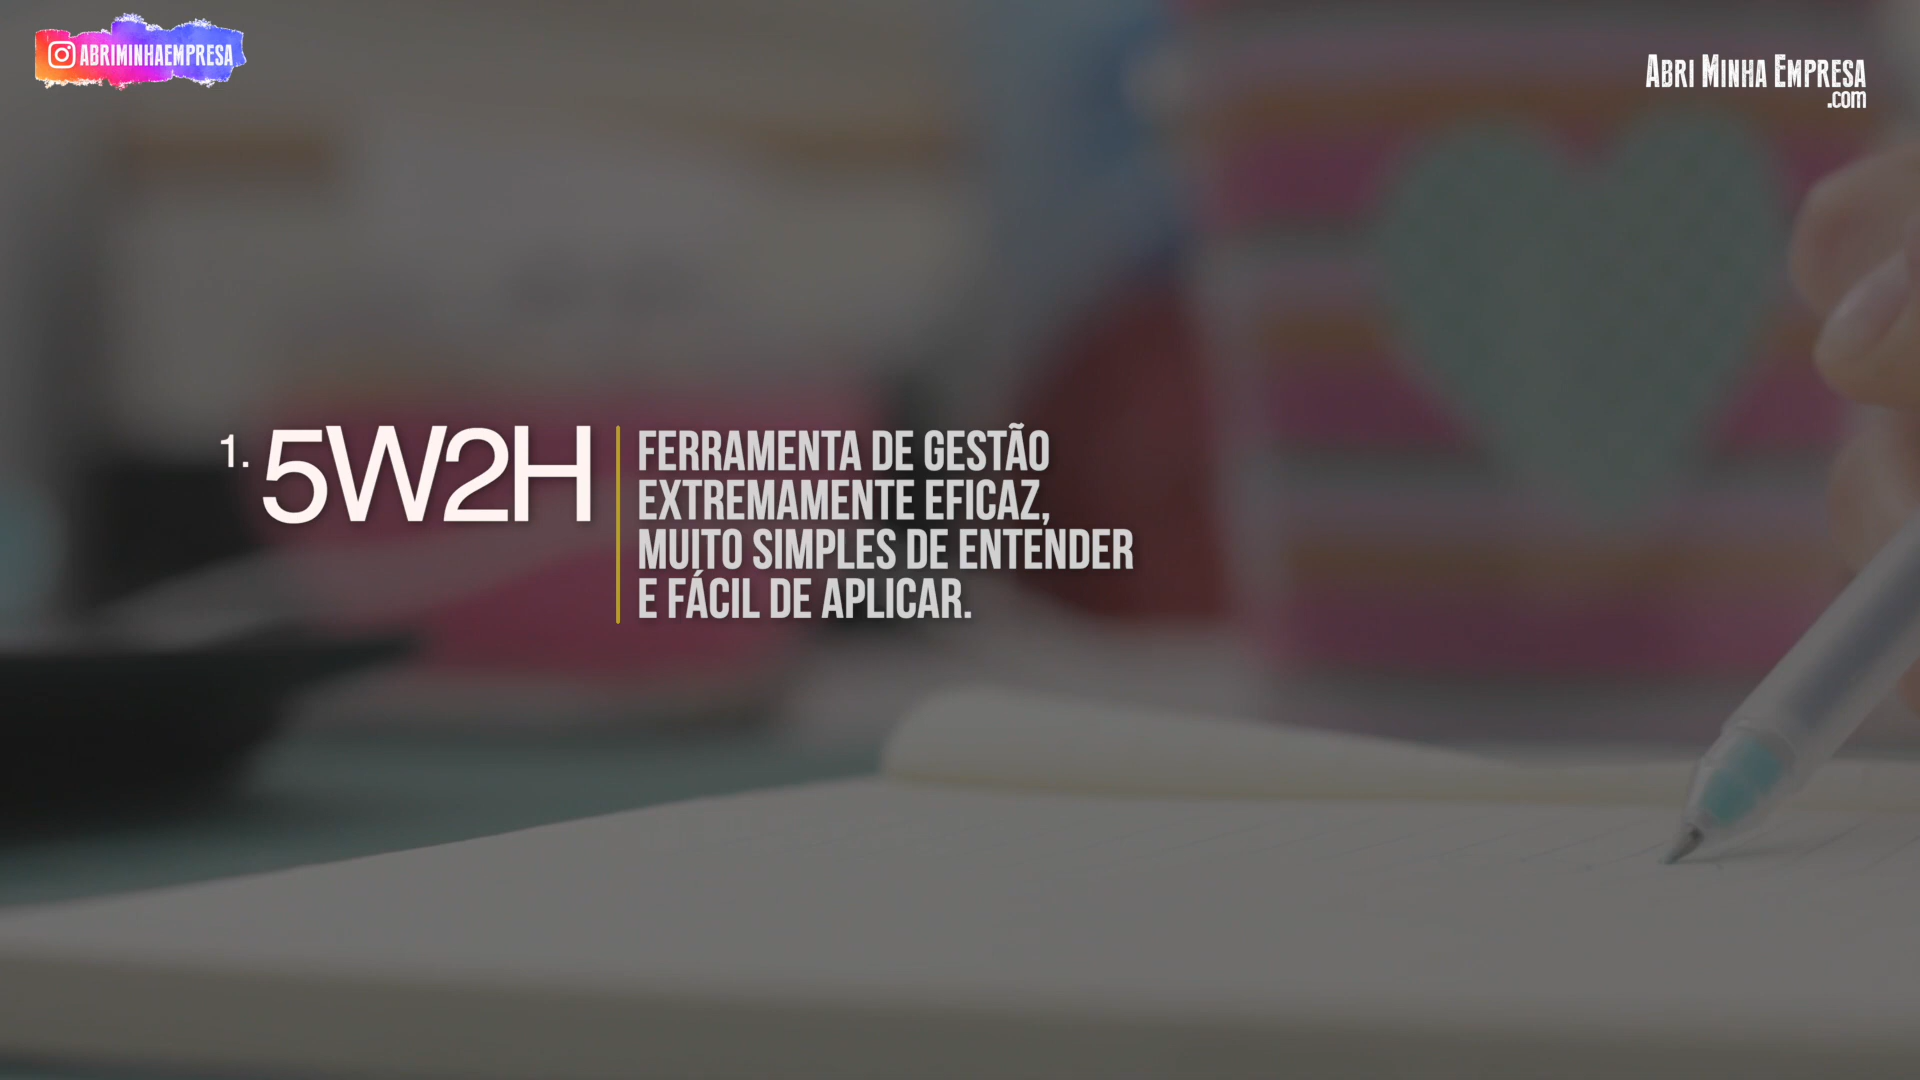 ABRIMINHAEMPRESA
ABRI MINHA EMPRESA
.com
1. 5W2H
FERRAMENTA DE GESTÃO
EXTREMAMENTE EFICAZ,
MUITO SIMPLES DE ENTENDER
E FÁCIL DE APLICAR.